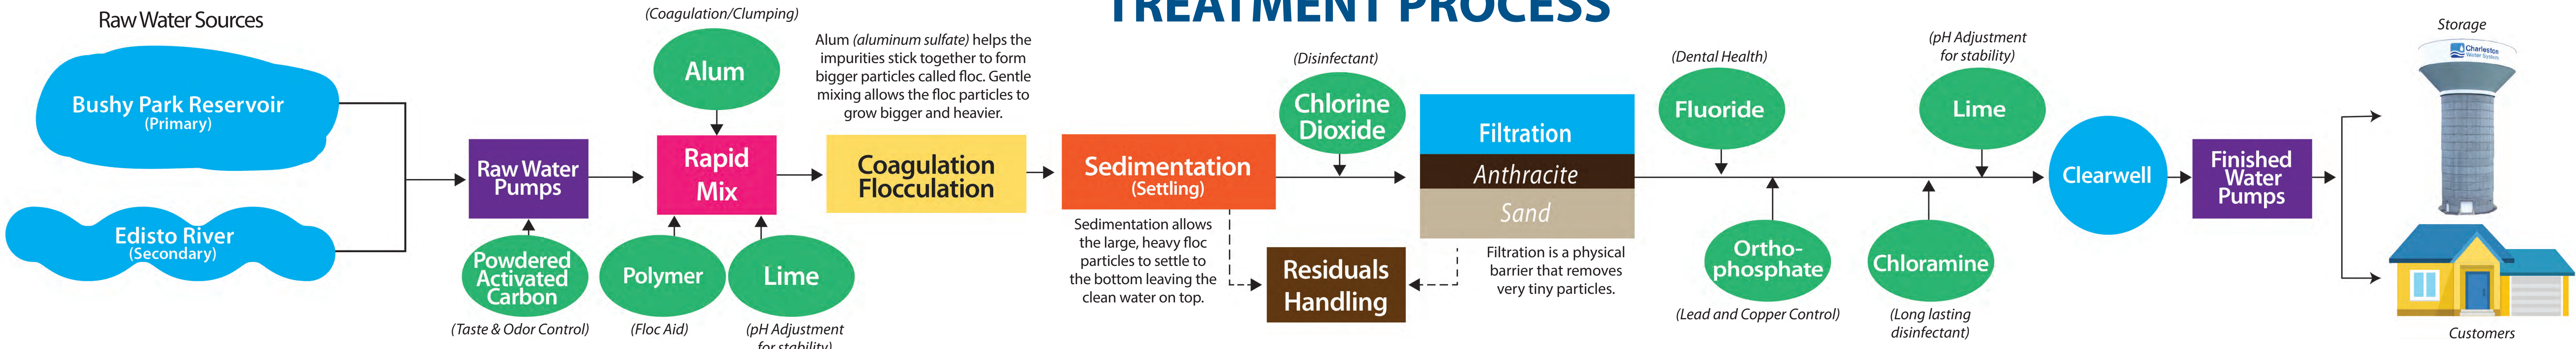 TREATMENT PROCESS
Raw Water Sources
Bushy Park Reservoir
(Primary)
Edisto River
(Secondary)
Raw Water
Pumps
Powdered
Activated
Carbon
(Taste & Odor Control)
(Coagulation/Clumping)
Alum
Rapid
Mix
Polymer
(Floc Aid)
Lime
(pH Adjustment
for stability)
Alum (aluminum sulfate) helps the
impurities stick together to form
bigger particles called floc. Gentle
mixing allows the floc particles to
grow bigger and heavier.
Coagulation
Flocculation
Sedimentation
(Settling)
Sedimentation allows
the large, heavy floc
particles to settle to
the bottom leaving the
clean water on top.
(Disinfectant)
Chlorine
Dioxide
Residuals
Handling
Filtration
Anthracite
Sand
Filtration is a physical
barrier that removes
very tiny particles.
(Dental Health)
Fluoride
Ortho-
phosphate
(Lead and Copper Control)
(pH Adjustment
for stability)
Lime
Chloramine
(Long lasting
disinfectant)
Clearwell
Finished
Water
Pumps
Storage
Charleston
Water System
Customers